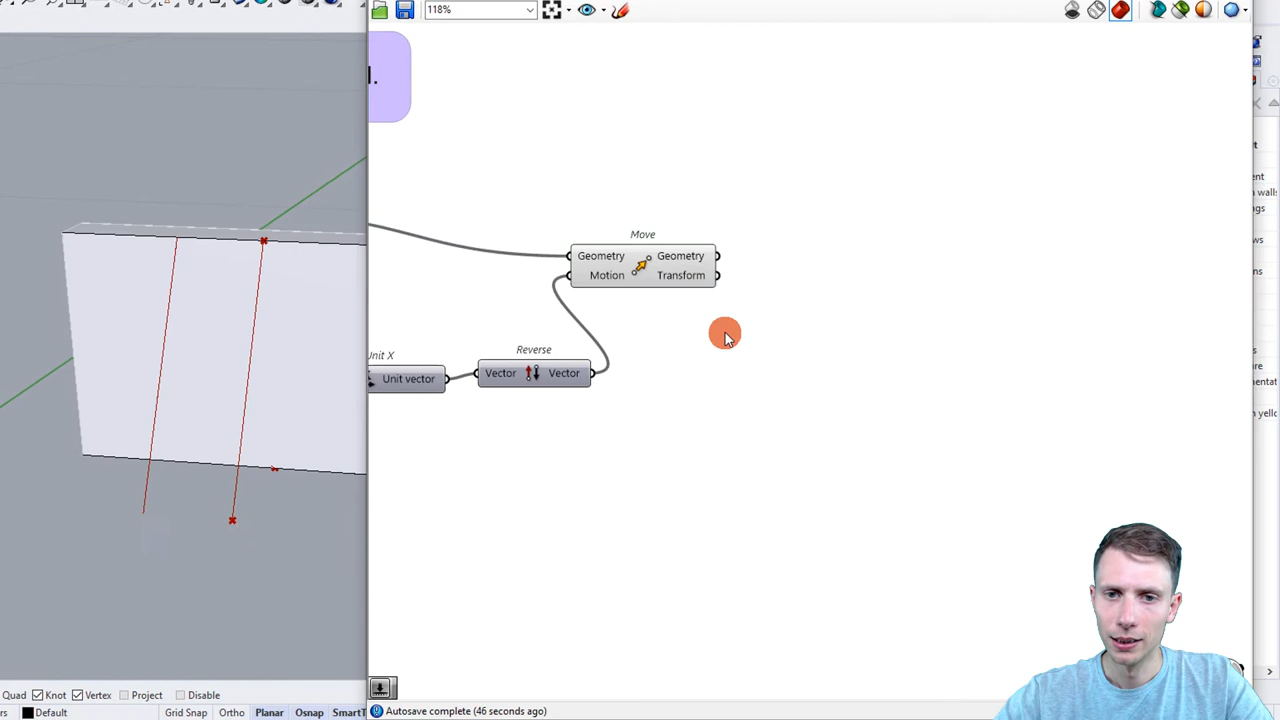 118%
l.
Move
Geometry Geometry
Motion Transform
Unit X
Unit vector
Reverse
Vector Vector
Quad Knot Vertex Project Disable
Default Grid Snap Ortho Planar Osnap SmartT
Autosave complete (46 seconds ago)